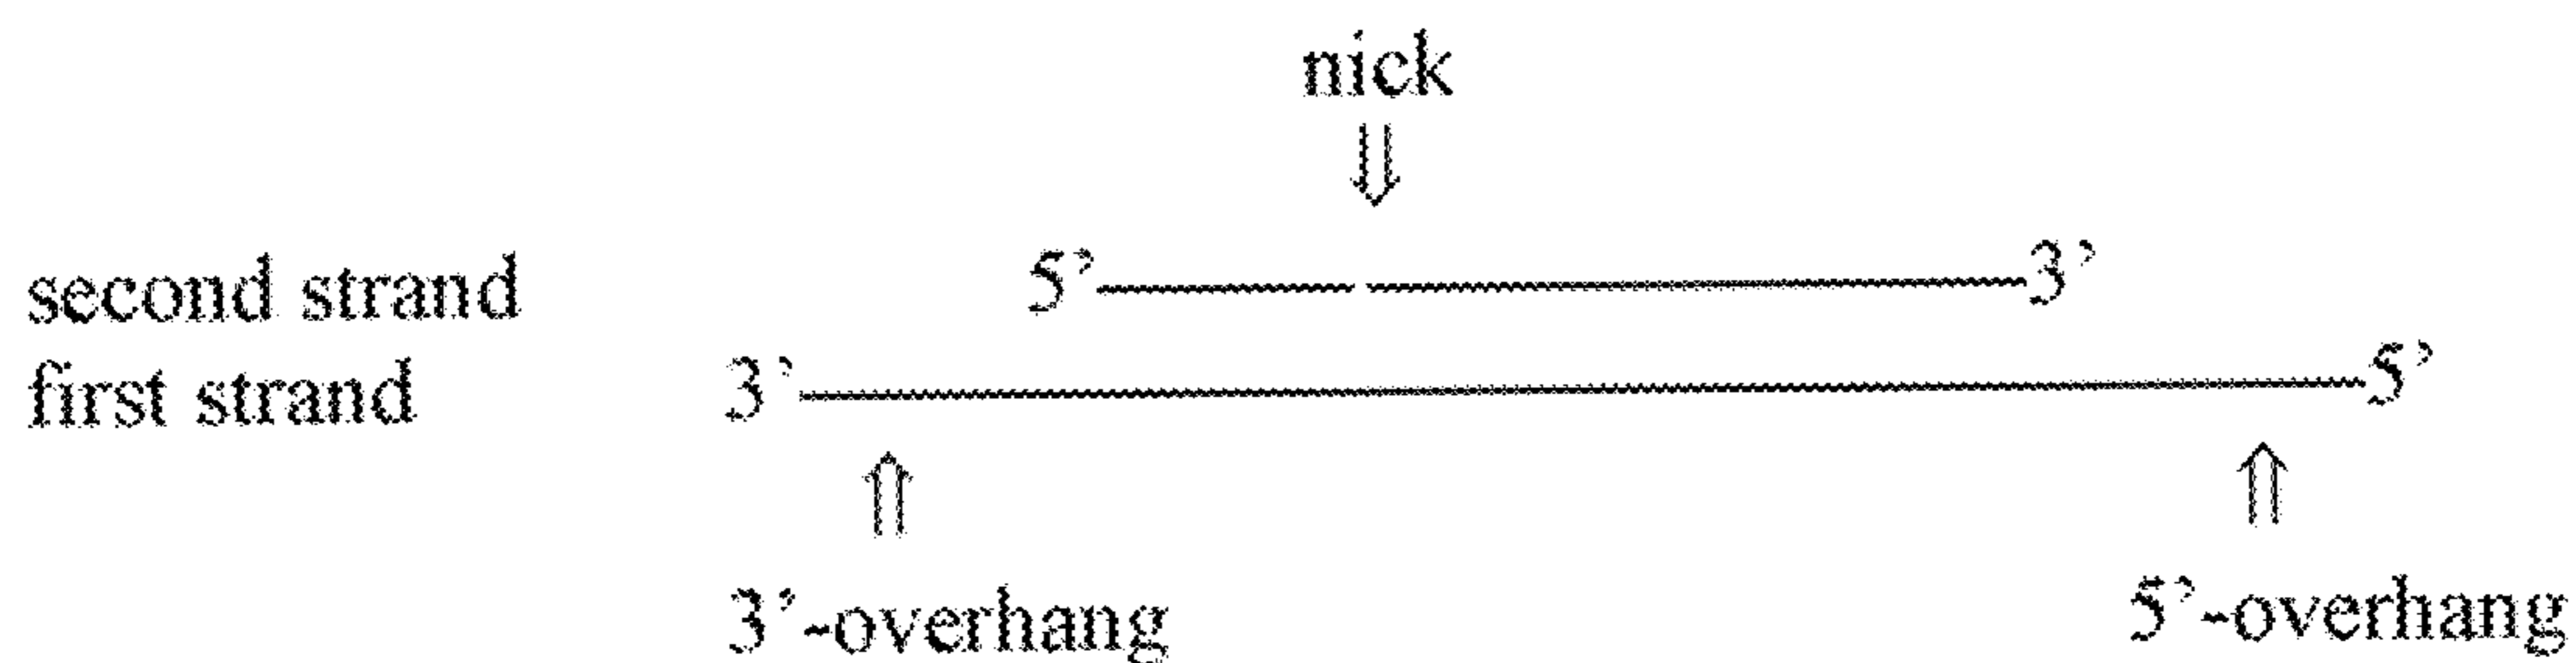 nick
⇓
second strand 5’ 3’
first strand 3’ 5’
⇑ ⇑
3’-overhang 5’-overhang